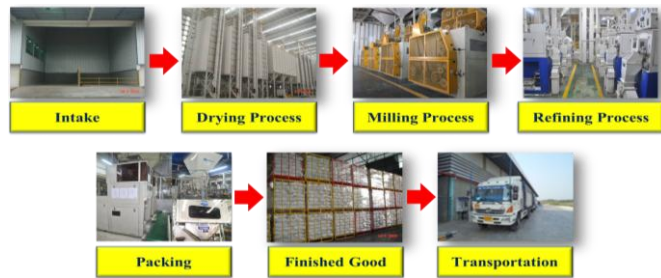 Intake
Drying Process
Milling Process
Refining Process
Packing
Finished Good
Transportation